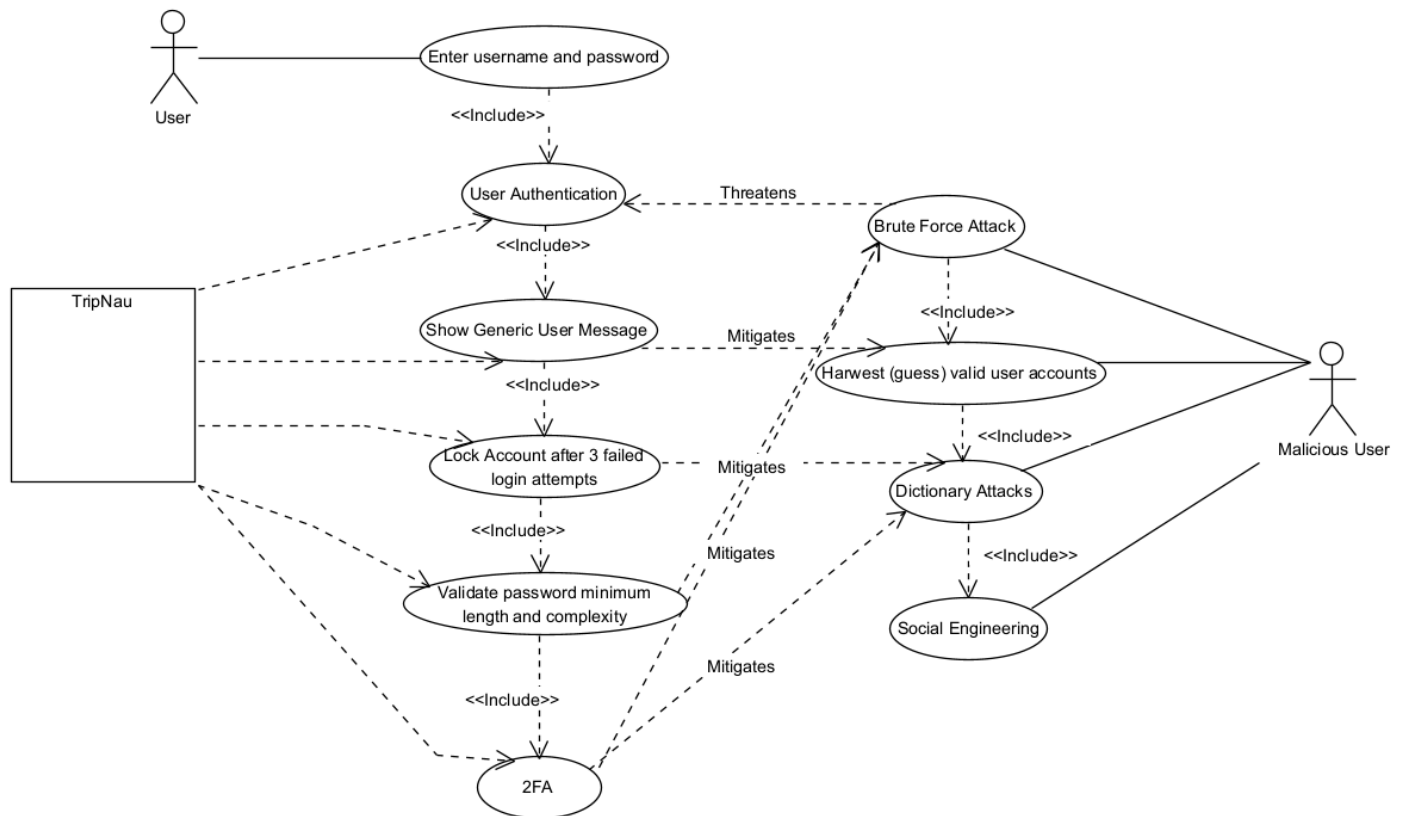 Enter username and password
User
<<Include>>
User Authentication
Threatens
Brute Force Attack
<<Include>>
TripNau
<<Include>>
Show Generic User Message
Mitigates
Harwest (guess) valid user accounts
<<Include>>
<<Include>>
Malicious User
Lock Account after 3 failed
login attempts
Mitigates
Dictionary Attacks
<<Include>>
<<Include>>
Mitigates
Validate password minimum
length and complexity
Social Engineering
Mitigates
<<Include>>
2FA